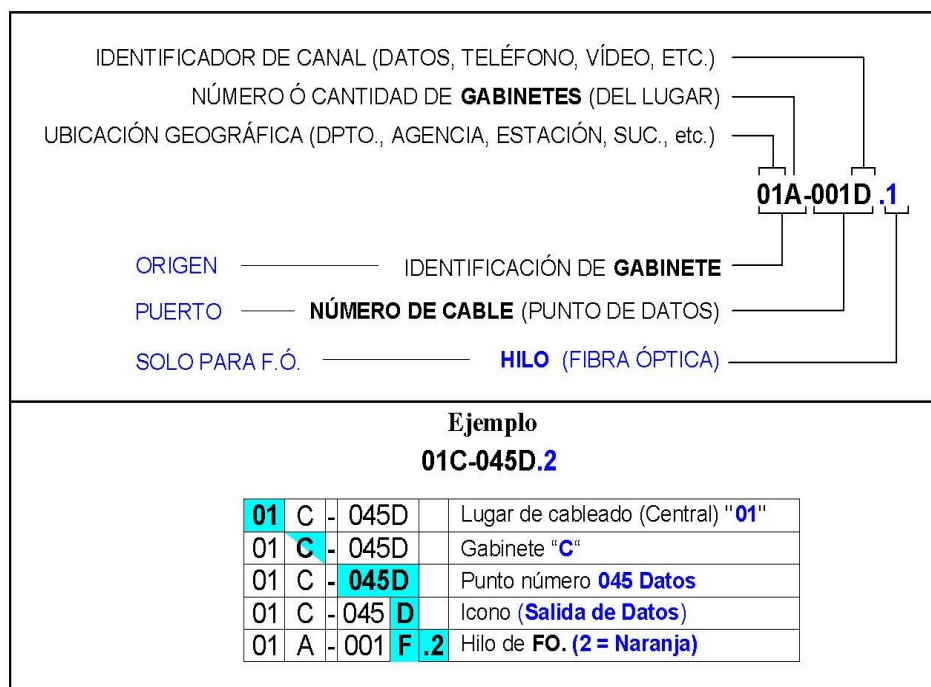 IDENTIFICADOR DE CANAL (DATOS, TELÉFONO, VÍDEO, ETC.)
NÚMERO Ó CANTIDAD DE GABINETES (DEL LUGAR)
UBICACIÓN GEOGRÁFICA (DPTO., AGENCIA, ESTACIÓN, SUC., etc.)
01A-001D .1
ORIGEN IDENTIFICACIÓN DE GABINETE
PUERTO NÚMERO DE CABLE (PUNTO DE DATOS)
SOLO PARA F.Ó. HILO (FIBRA ÓPTICA)
Ejemplo
01C-045D.2
01 C - 045D Lugar de cableado (Central) "01"
01 C - 045D Gabinete “C“
01 C - 045D Punto número 045 Datos
01 C - 045 D Icono (Salida de Datos)
01 A - 001 F .2 Hilo de FO. (2 = Naranja)